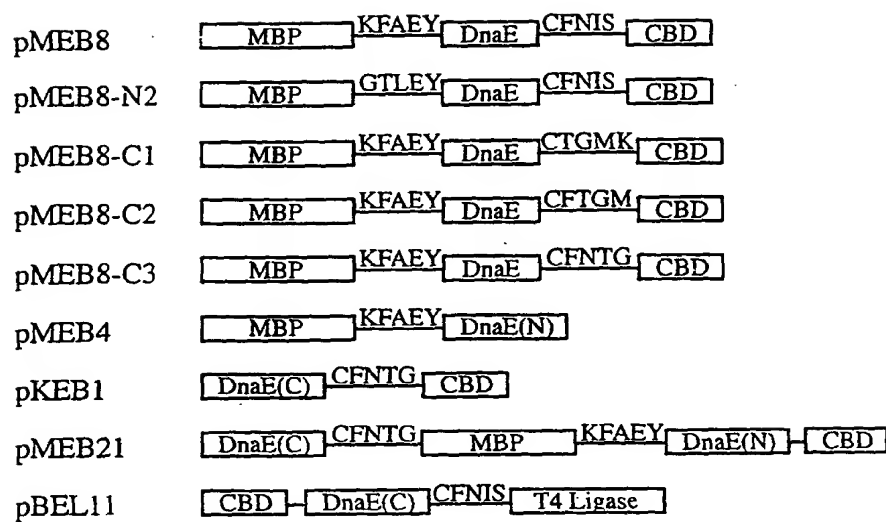 pMEB8 MBP KFAEY DnaE CFNIS CBD
pMEB8-N2 MBP GTLEY DnaE CFNIS CBD
pMEB8-C1 MBP KFAEY DnaE CTGMK CBD
pMEB8-C2 MBP KFAEY DnaE CFTGM CBD
pMEB8-C3 MBP KFAEY DnaE CFNTG CBD
pMEB4 MBP KFAEY DnaE(N)
pKEB1 DnaE(C) CFNTG CBD
pMEB21 DnaE(C) CFNTG MBP KFAEY DnaE(N) CBD
pBEL11 CBD DnaE(C) CFNIS T4 Ligase